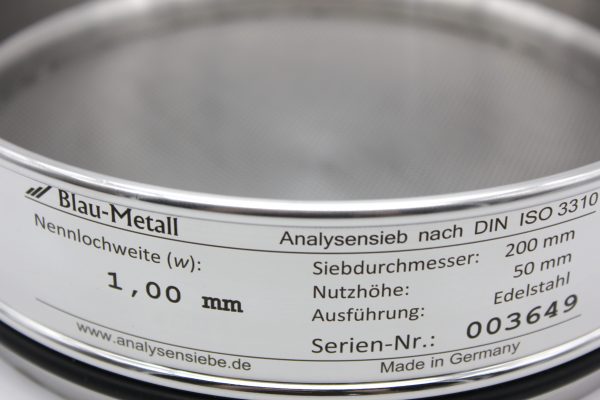 Blau-Metall
Nennlochweite (w):
1,00 mm
www.analysensiebe.de
Analysensieb nach DIN ISO 3310
Siebdurchmesser: 200 mm
Nutzhöhe: 50 mm
Ausführung: Edelstahl
Serien-Nr.: 003649
Made in Germany